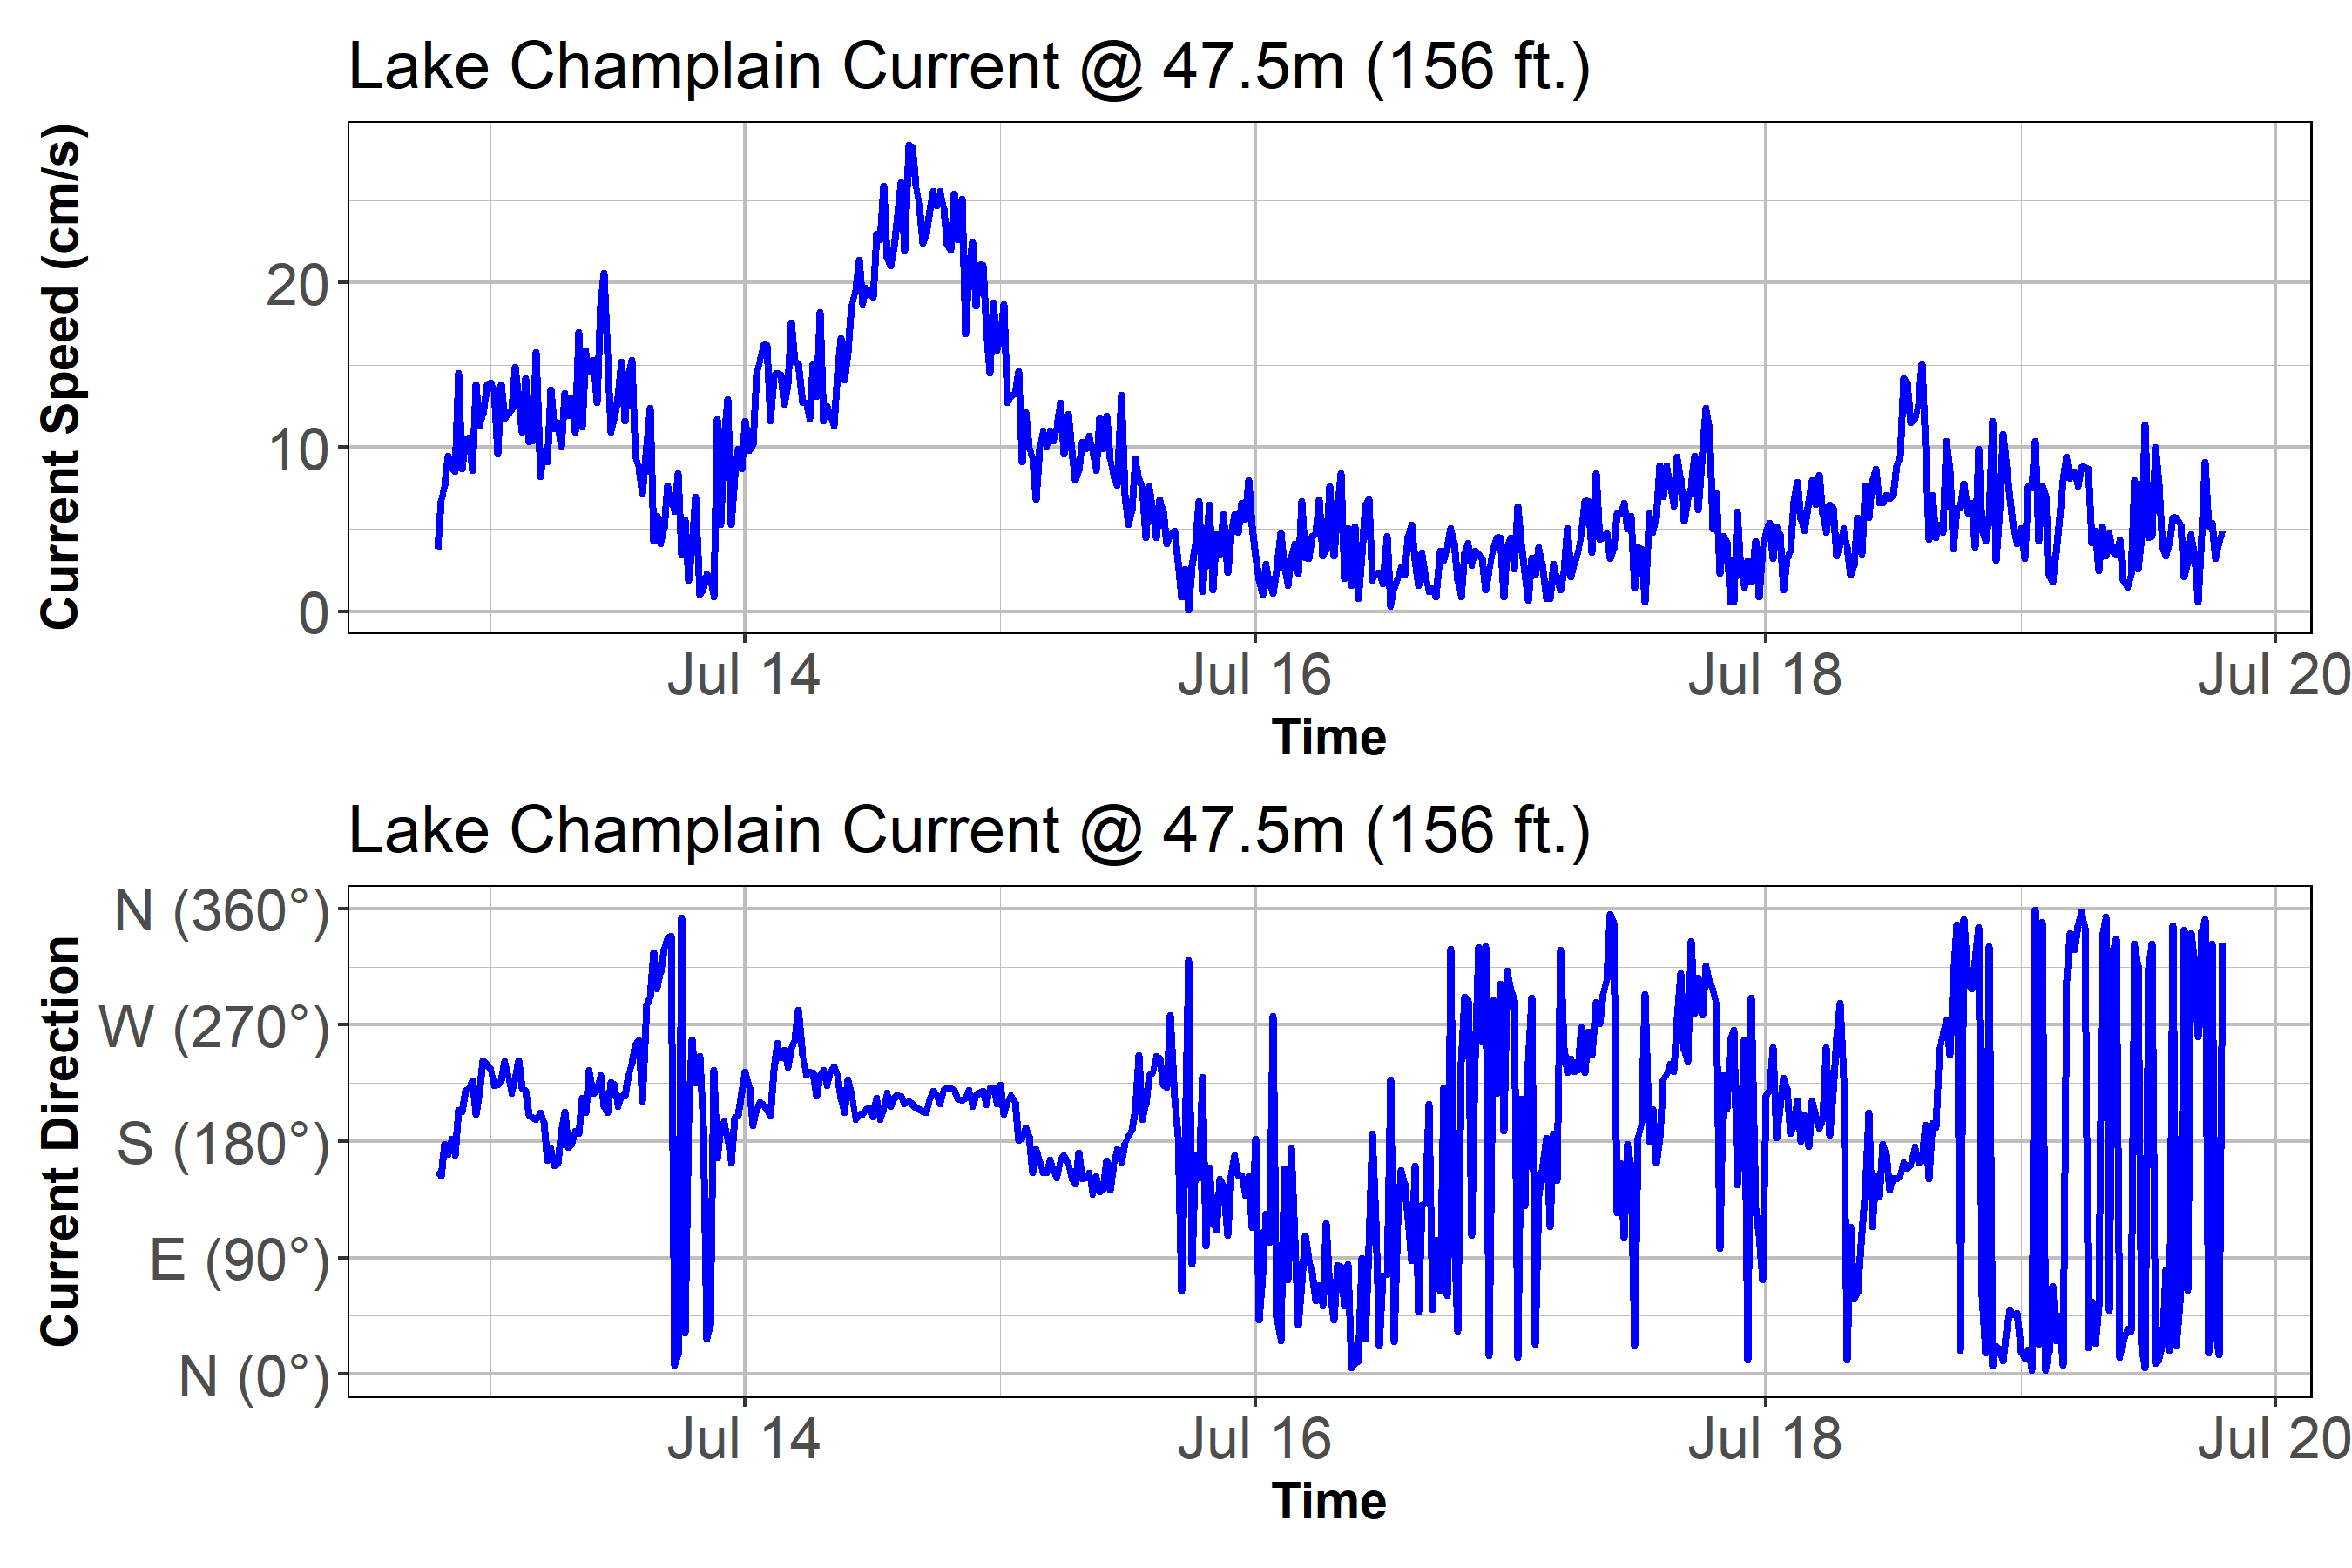 Lake Champlain Current @ 47.5m (156 ft.)
Current Speed (cm/s)
20
10
0
Jul 14 Jul 16 Jul 18 Jul 20
Time
Lake Champlain Current @ 47.5m (156 ft.)
Current Direction
N (360°)
W (270°)
S (180°)
E (90°)
N (0°)
Jul 14 Jul 16 Jul 18 Jul 20
Time